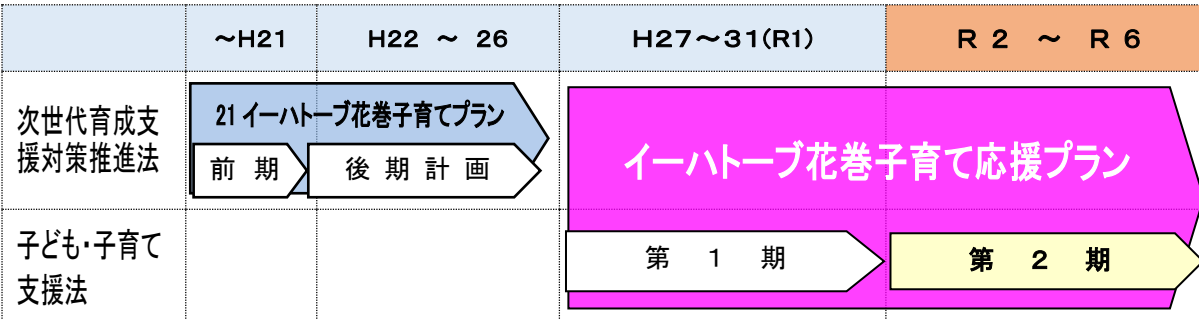 ～H21
H22 ～ 26
H27～31(R1)
R 2 ～ R 6
次世代育成支
援対策推進法
21 イーハトーブ花巻子育てプラン
前 期
後 期 計 画
イーハトーブ花巻子育て応援プラン
子ども・子育て
支援法
第 1 期
第 2 期